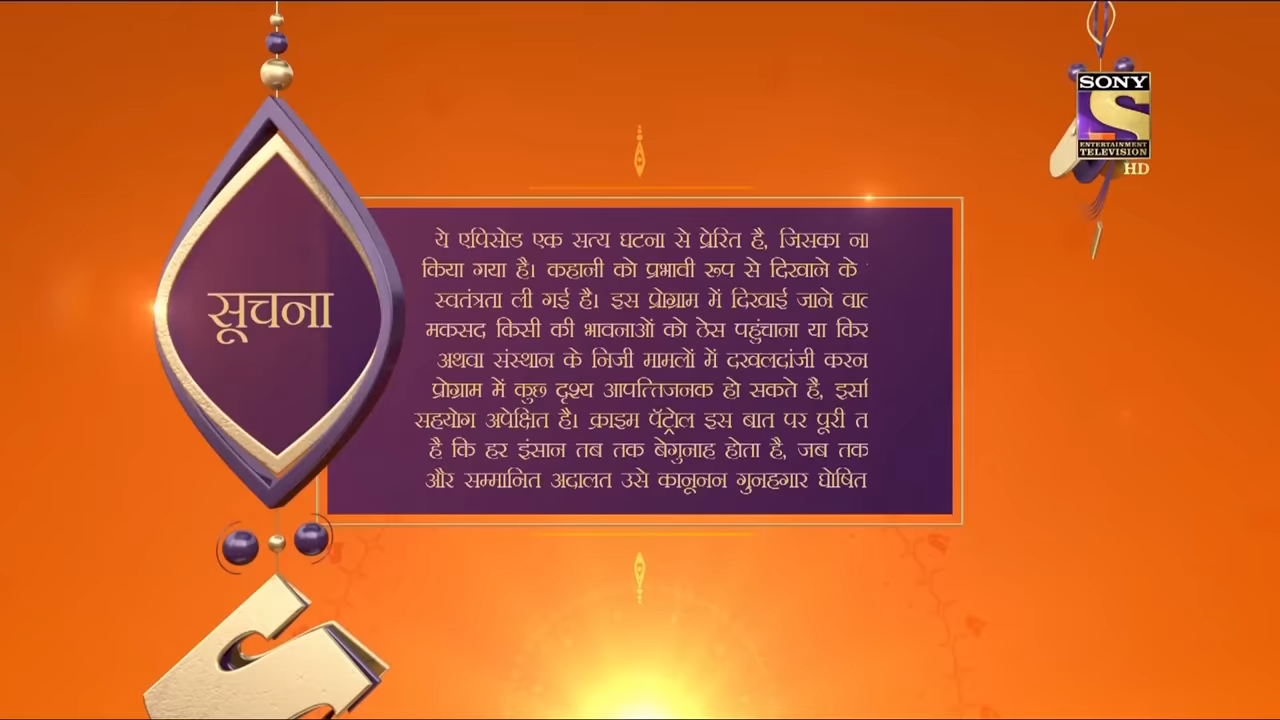 सूचना
SONY
ENTERTAINMENT
TELEVISION
HD
ये एपिसोड एक सत्य घटना से प्रेरित है, जिसका
किया गया है। कहानी को प्रभावी रूप से दिखाने के
स्वतंत्रता ली गई है। इस प्रोग्राम में दिखाई जाने
मकसद किसी की भावनाओं को ठेस पहुंचाना या
अथवा संस्थान के निजी मामलों में दखलदांजी
प्रोग्राम में कुछ दृश्य आपत्तिजनक हो सकते है,
सहयोग अपेक्षित है। क्राइम पॅट्रोल इस बात पर पूरी
है कि हर इंसान तब तक बेगुनाह होता है, जब तक
और सम्मानित अदालत उसे कानूनन गुनहगार घोषित